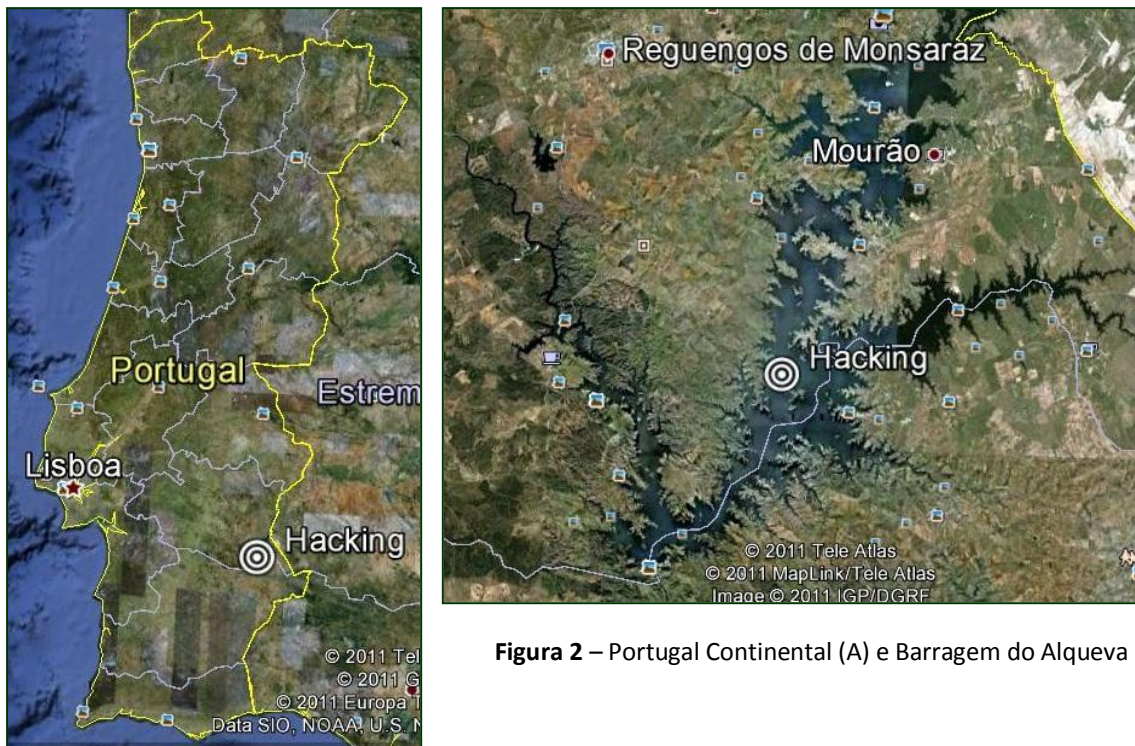 Portugal
Estrem
Lisboa
Hacking
© 2011 Tel
© 2011 G
© 2011 Europa T
Data SIO, NOAA, U.S. N
Reguengos de Monsaraz
Mourão
Hacking
© 2011 Tele Atlas
© 2011 MapLink/Tele Atlas
Image © 2011 IGP/DGRF
Figura 2 – Portugal Continental (A) e Barragem do Alqueva